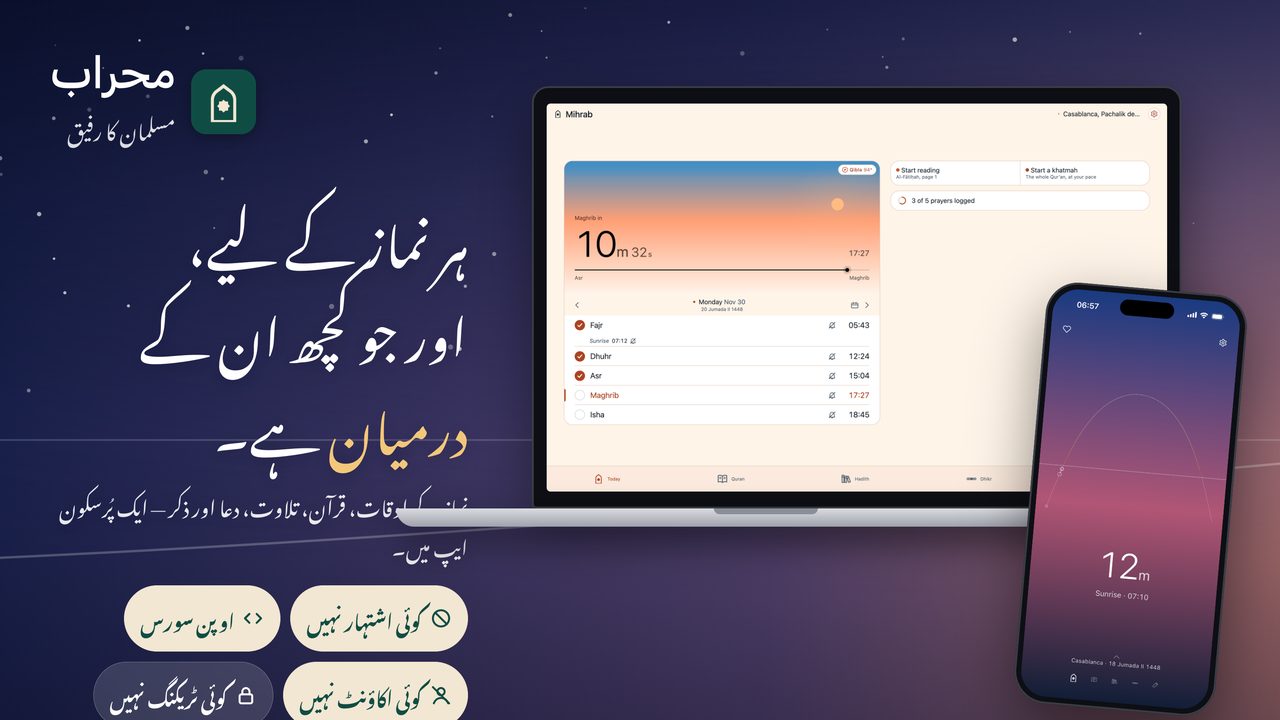 محراب
مسلمان کا رفیق
ہر نماز کے لیے،
اور جو کچھ ان کے
درمیان ہے۔
نماز کے اوقات، قرآن، تلاوت، دعا اور ذکر — ایک پُرسکون
ایپ میں۔
کوئی اشتہار نہیں
اوپن سورس
کوئی اکاؤنٹ نہیں
کوئی ٹریکنگ نہیں
Mihrab
Casablanca, Pachalik de...
Qibla 94°
Maghrib in
10m 32s
17:27
Asr
Maghrib
Monday Nov 30
20 Jumada II 1448
Fajr 05:43
Sunrise 07:12
Dhuhr 12:24
Asr 15:04
Maghrib 17:27
Isha 18:45
Start reading
Al-Fātiḥah, page 1
Start a khatmah
The whole Qur'an, at your pace
3 of 5 prayers logged
Today
Quran
Hadith
Dhikr
06:57
12m
Sunrise · 07:10
Casablanca · 18 Jumada II 1448